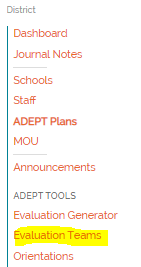 District
Dashboard
Journal Notes
Schools
Staff
ADEPT Plans
MOU
Announcements
ADEPT TOOLS
Evaluation Generator
Evaluation Teams
Orientations